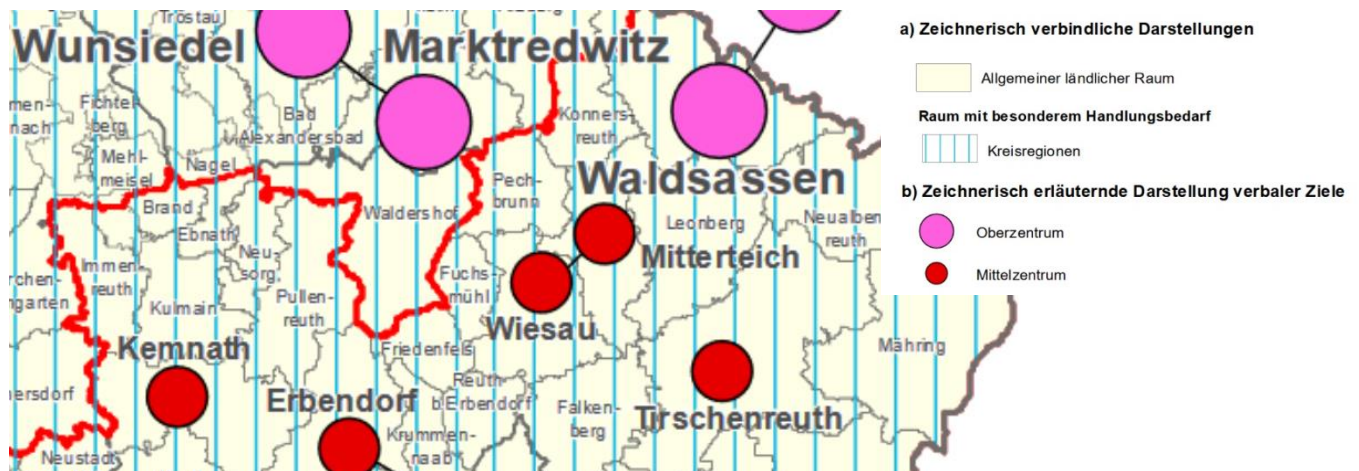 Tröstau
Wunsiedel
Marktredwitz
Fichtel-
berg
Bad
Alexandersbad
Konners-
reuth
Mehl-
meisel
Nagel
Pech-
brunn
Waldsassen
Brand
Waldershof
Leonberg
Neualben-
reuth
Ebnath
Neu-
sorg
Mitterteich
Immen-
reuth
Fuchs-
mühl
Kulmain
Pullen-
reuth
Wiesau
Kemnath
Friedenfels
Mähring
Erbendorf
Reuth
b.Erbendorf
Falken-
berg
Tirschenreuth
Krummen-
naab
Neustadt
a) Zeichnerisch verbindliche Darstellungen
Allgemeiner ländlicher Raum
Raum mit besonderem Handlungsbedarf
Kreisregionen
b) Zeichnerisch erläuternde Darstellung verbaler Ziele
Oberzentrum
Mittelzentrum